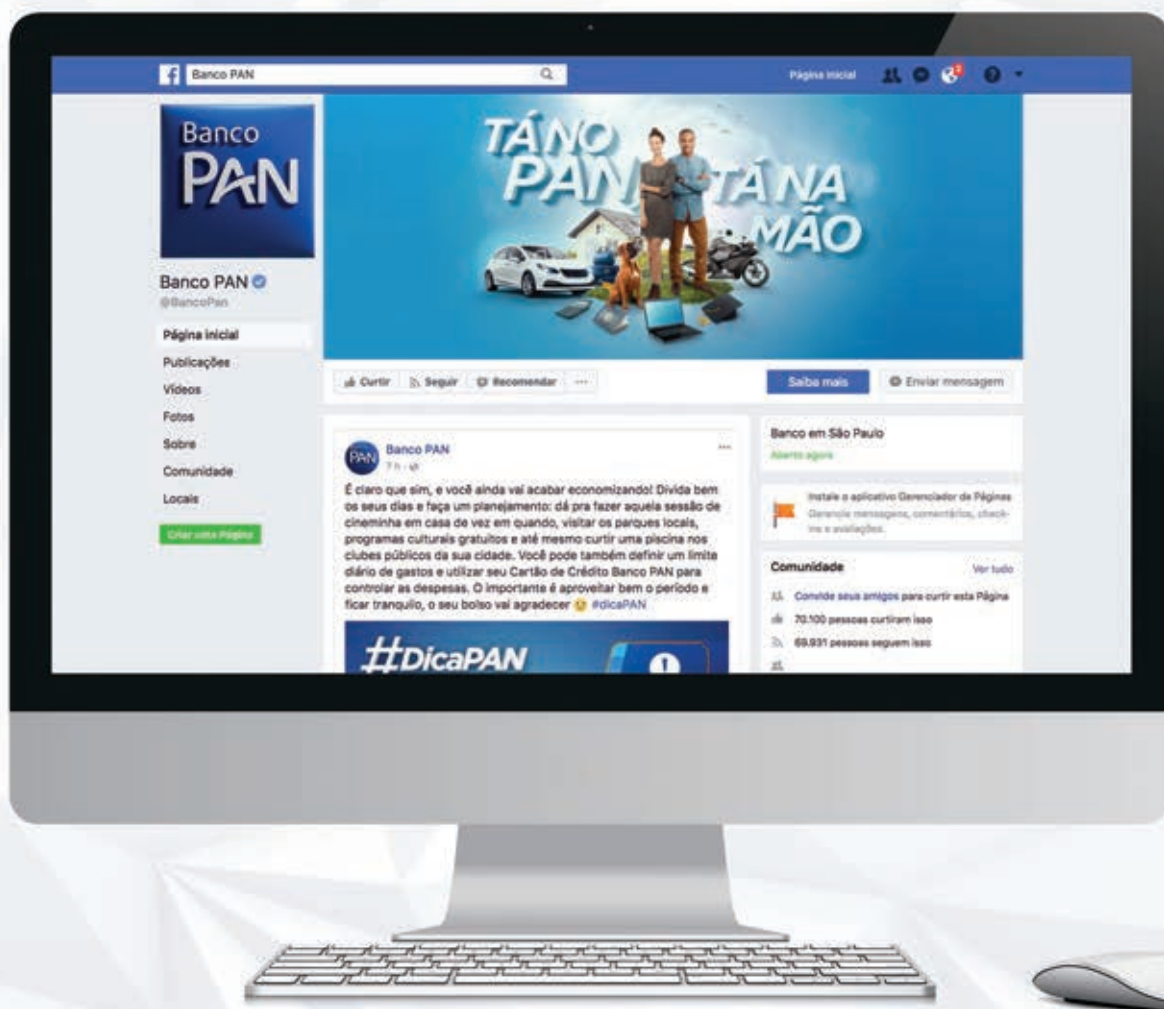 Banco PAN
Página inicial
2
Banco
PAN
TÁ NO
PAN
TÁ NA
MÃO
Banco PAN
@BancoPan
Página inicial
Publicações
Vídeos
Fotos
Sobre
Comunidade
Locais
Criar uma Página
Curtir
Seguir
Recomendar
...
Saiba mais
Enviar mensagem
PAN
Banco PAN
7 h
...
É claro que sim, e você ainda vai acabar economizando! Divida bem
os seus dias e faça um planejamento: dá pra fazer aquela sessão de
cineminha em casa de vez em quando, visitar os parques locais,
programas culturais gratuitos e até mesmo curtir uma piscina nos
clubes públicos da sua cidade. Você pode também definir um limite
diário de gastos e utilizar seu Cartão de Crédito Banco PAN para
controlar as despesas. O importante é aproveitar bem o período e
ficar tranquilo, o seu bolso vai agradecer 😉 #dicaPAN
#DicaPAN
Banco em São Paulo
Aberto agora
Instale o aplicativo Gerenciador de Páginas
Gerencie mensagens, comentários, check-
ins e avaliações.
Comunidade
Ver tudo
Convide seus amigos para curtir esta Página
70.100 pessoas curtiram isso
69.931 pessoas seguem isso